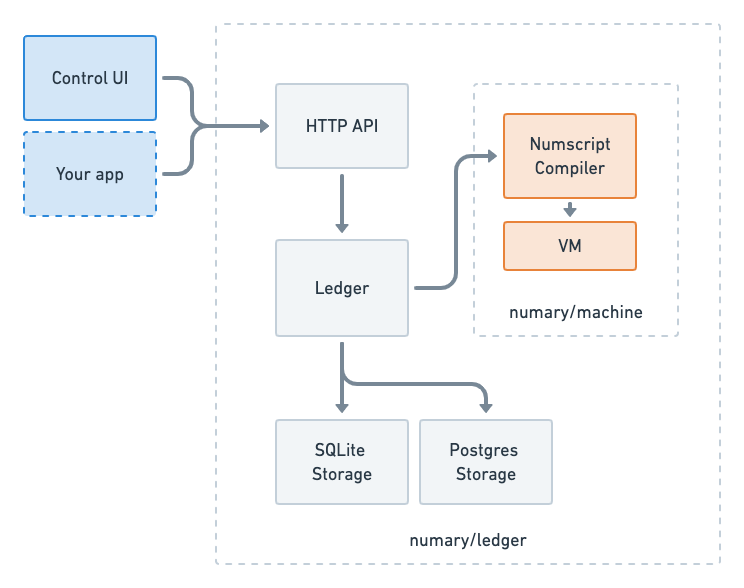 Control UI
Your app
HTTP API
Ledger
Numscript
Compiler
VM
numary/machine
SQLite
Storage
Postgres
Storage
numary/ledger